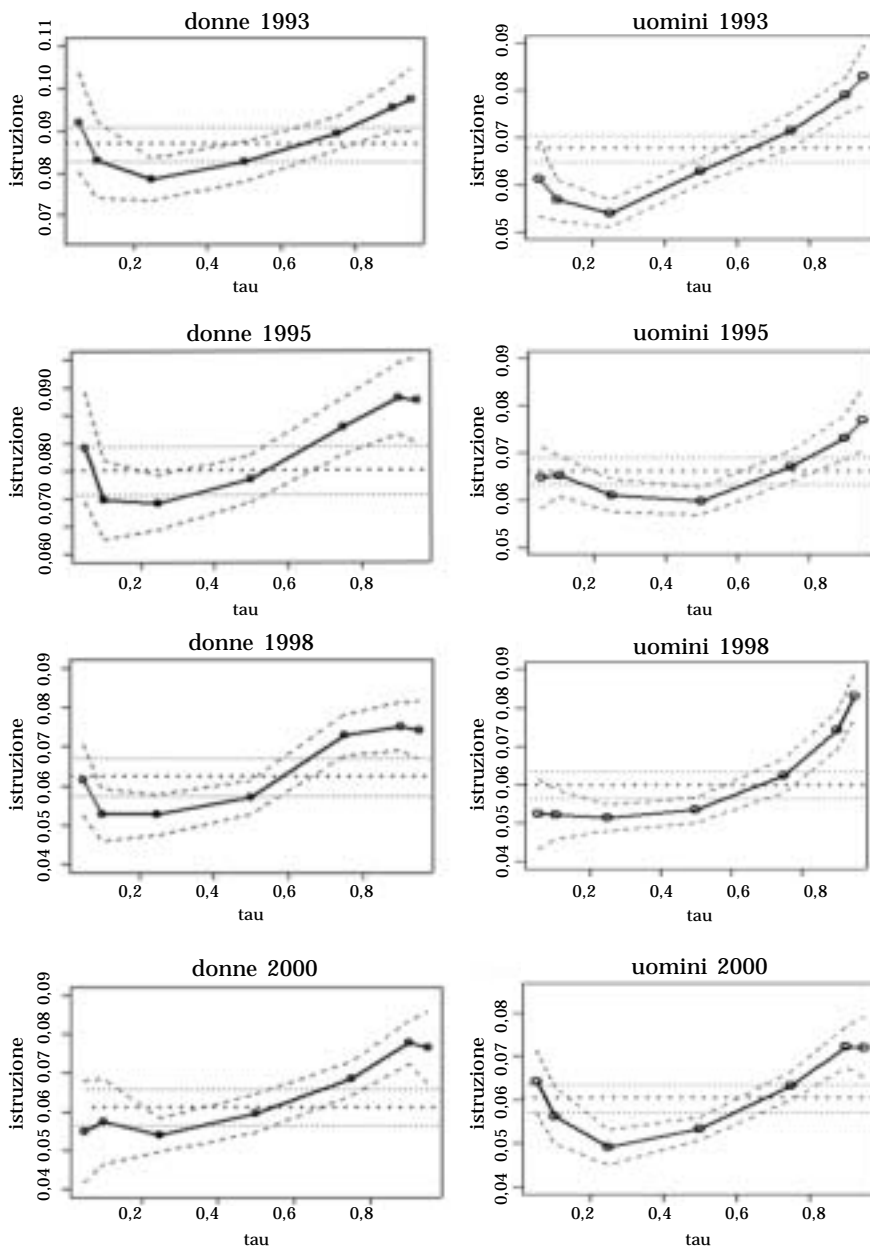 donne 1993
uomini 1993
istruzione
0.11
0.10
0.09
0.08
0.07
0,2 0,4 0,6 0,8
tau
istruzione
0.09
0.08
0.07
0.06
0.05
0,2 0,4 0,6 0,8
tau
donne 1995
uomini 1995
istruzione
0,090
0,080
0,070
0,060
0,2 0,4 0,6 0,8
tau
istruzione
0.09
0.08
0.07
0.06
0.05
0,2 0,4 0,6 0,8
tau
donne 1998
uomini 1998
istruzione
0,09
0,08
0,07
0,06
0,05
0,04
0,2 0,4 0,6 0,8
tau
istruzione
0,09
0,08
0,07
0,06
0,05
0,04
0,2 0,4 0,6 0,8
tau
donne 2000
uomini 2000
istruzione
0,09
0,08
0,07
0,06
0,05
0,04
0,2 0,4 0,6 0,8
tau
istruzione
0,08
0,07
0,06
0,05
0,04
0,2 0,4 0,6 0,8
tau